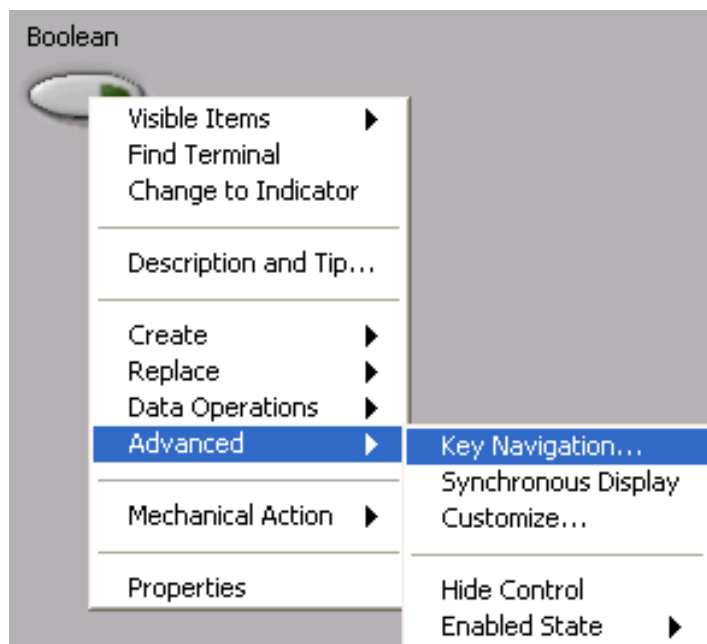 Boolean
Visible Items
Find Terminal
Change to Indicator
Description and Tip...
Create
Replace
Data Operations
Advanced
Key Navigation...
Synchronous Display
Customize...
Mechanical Action
Properties
Hide Control
Enabled State